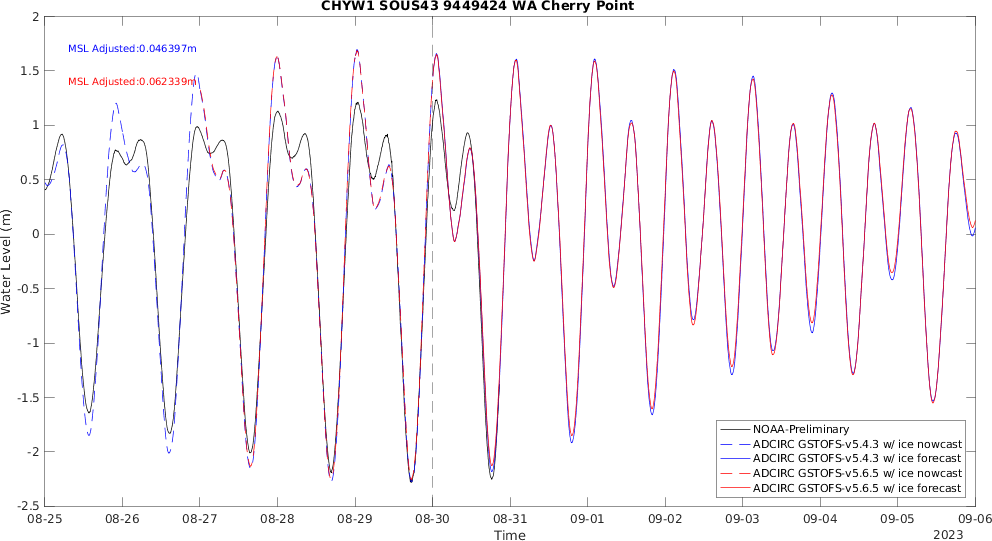 CHYW1 SOUS43 9449424 WA Cherry Point
MSL Adjusted:0.046397m
MSL Adjusted:0.062339m
Water Level (m)
2
1.5
1
0.5
0
-0.5
-1
-1.5
-2
-2.5
NOAA-Preliminary
ADCIRC GSTOFS-v5.4.3 w/ ice nowcast
ADCIRC GSTOFS-v5.4.3 w/ ice forecast
ADCIRC GSTOFS-v5.6.5 w/ ice nowcast
ADCIRC GSTOFS-v5.6.5 w/ ice forecast
08-25 08-26 08-27 08-28 08-29 08-30 08-31 09-01 09-02 09-03 09-04 09-05 09-06
Time
2023